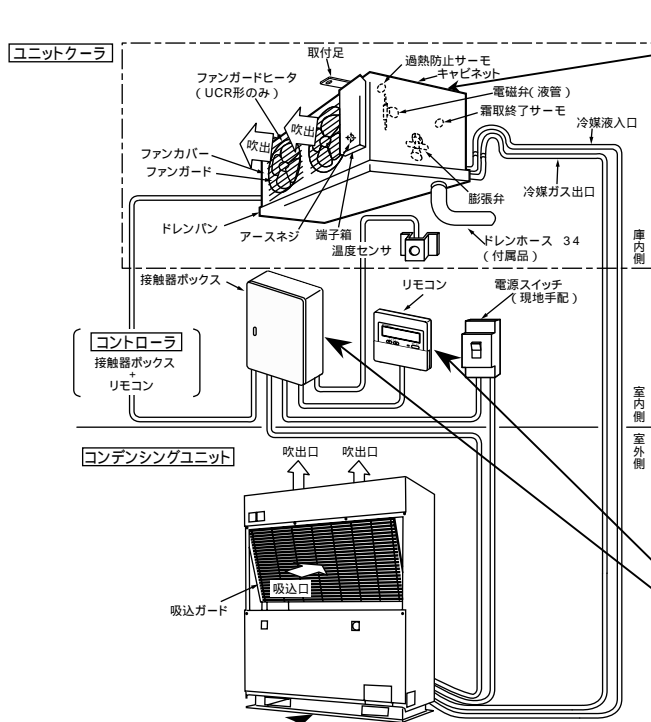 ユニットクーラ
取付足
過熱防止サーモ
キャビネット
ファンガードヒータ
(UCR形のみ)
電磁弁(液管)
霜取終了サーモ
冷媒液入口
吹出
吹出
ファンカバー
ファンガード
膨張弁
冷媒ガス出口
ドレンパン
アースネジ
端子箱
温度センサ
ドレンホース 34
(付属品)
庫内側
接触器ボックス
リモコン
電源スイッチ
(現地手配)
コントローラ
接触器ボックス
+
リモコン
室内側
室外側
コンデンシングユニット
吹出口
吹出口
吸込口
吸込ガード